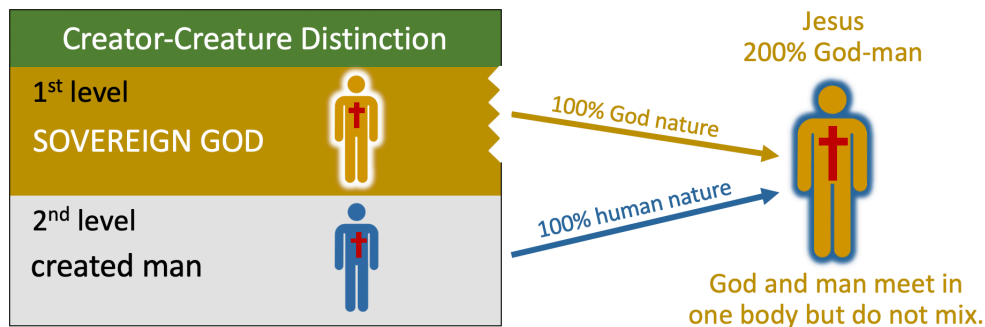 Creator-Creature Distinction
1st level
SOVEREIGN GOD
2nd level
created man
100% God nature
100% human nature
Jesus
200% God-man
God and man meet in
one body but do not mix.